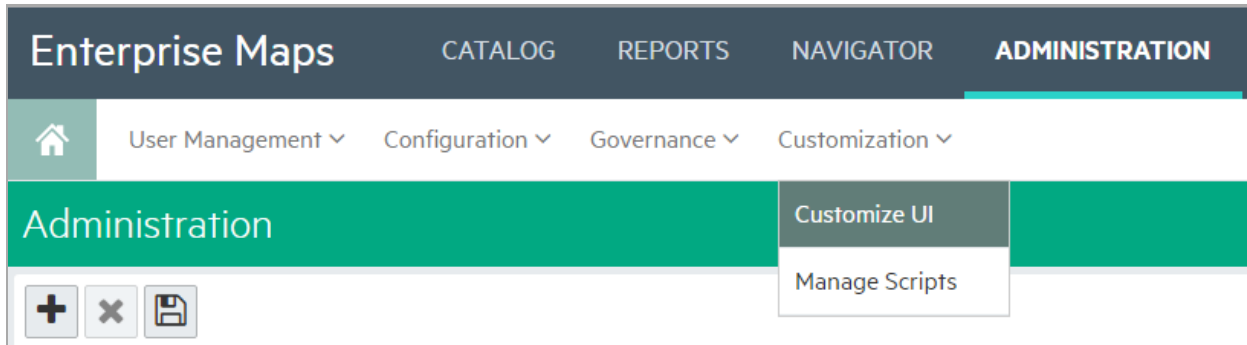 Enterprise Maps CATALOG REPORTS NAVIGATOR ADMINISTRATION
User Management Configuration Governance Customization
Administration
Customize UI
Manage Scripts